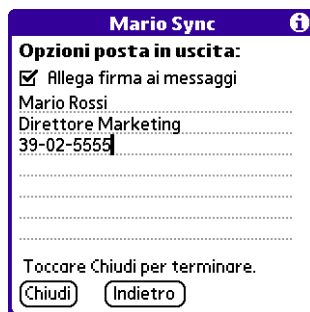 Mario Sync
Opzioni posta in uscita:
Allega firma ai messaggi
Mario Rossi
Direttore Marketing
39-02-5555
Toccare Chiudi per terminare.
Chiudi Indietro